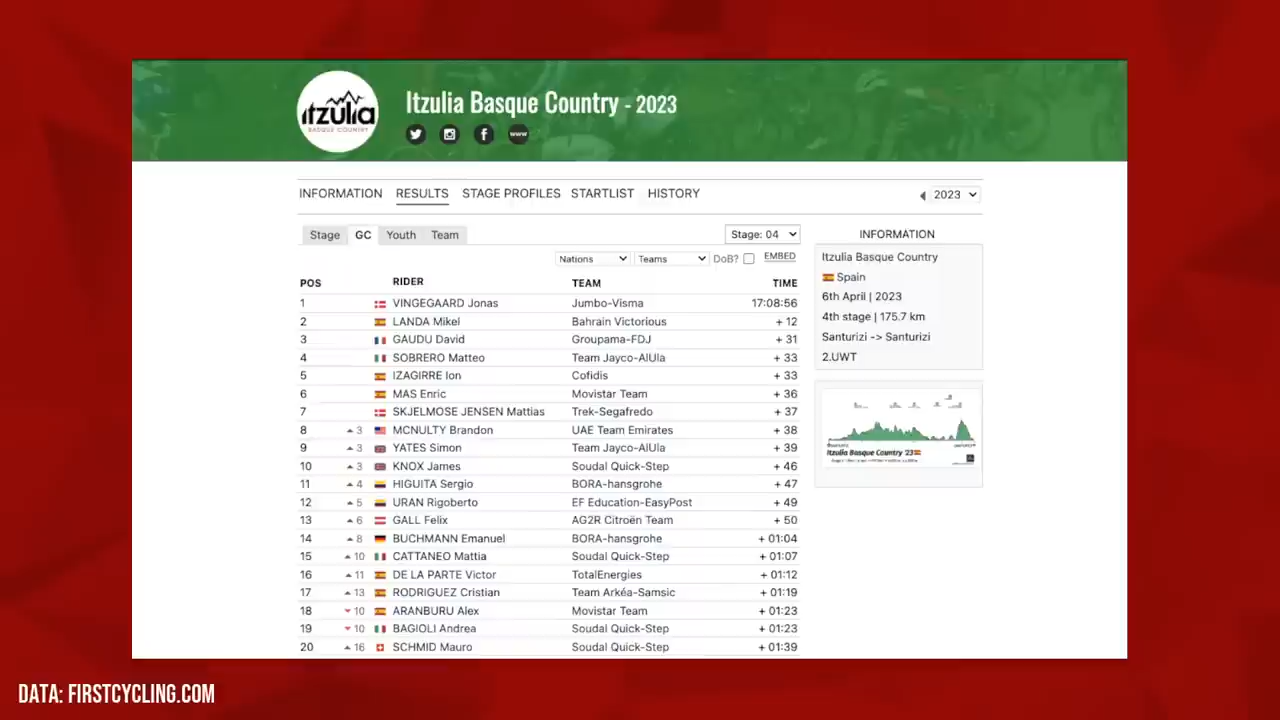 itzulia
BASQUE COUNTRY
Itzulia Basque Country - 2023
www
INFORMATION RESULTS STAGE PROFILES STARTLIST HISTORY
2023
Stage GC Youth Team
Stage: 04
Nations Teams DoB? EMBED
POS RIDER TEAM TIME
1 VINGEGAARD Jonas Jumbo-Visma 17:08:56
2 LANDA Mikel Bahrain Victorious + 12
3 GAUDU David Groupama-FDJ + 31
4 SOBRERO Matteo Team Jayco-AlUla + 33
5 IZAGIRRE Ion Cofidis + 33
6 MAS Enric Movistar Team + 36
7 SKJELMOSE JENSEN Mattias Trek-Segafredo + 37
8 3 MCNULTY Brandon UAE Team Emirates + 38
9 3 YATES Simon Team Jayco-AlUla + 39
10 3 KNOX James Soudal Quick-Step + 46
11 4 HIGUITA Sergio BORA-hansgrohe + 47
12 5 URAN Rigoberto EF Education-EasyPost + 49
13 6 GALL Felix AG2R Citroën Team + 50
14 8 BUCHMANN Emanuel BORA-hansgrohe + 01:04
15 10 CATTANEO Mattia Soudal Quick-Step + 01:07
16 11 DE LA PARTE Victor TotalEnergies + 01:12
17 13 RODRIGUEZ Cristian Team Arkéa-Samsic + 01:19
18 10 ARANBURU Alex Movistar Team + 01:23
19 10 BAGIOLI Andrea Soudal Quick-Step + 01:23
20 16 SCHMID Mauro Soudal Quick-Step + 01:39
INFORMATION
Itzulia Basque Country
Spain
6th April | 2023
4th stage | 175.7 km
Santurizi -> Santurizi
2.UWT
Itzulia Basque Country '23
DATA: FIRSTCYCLING.COM